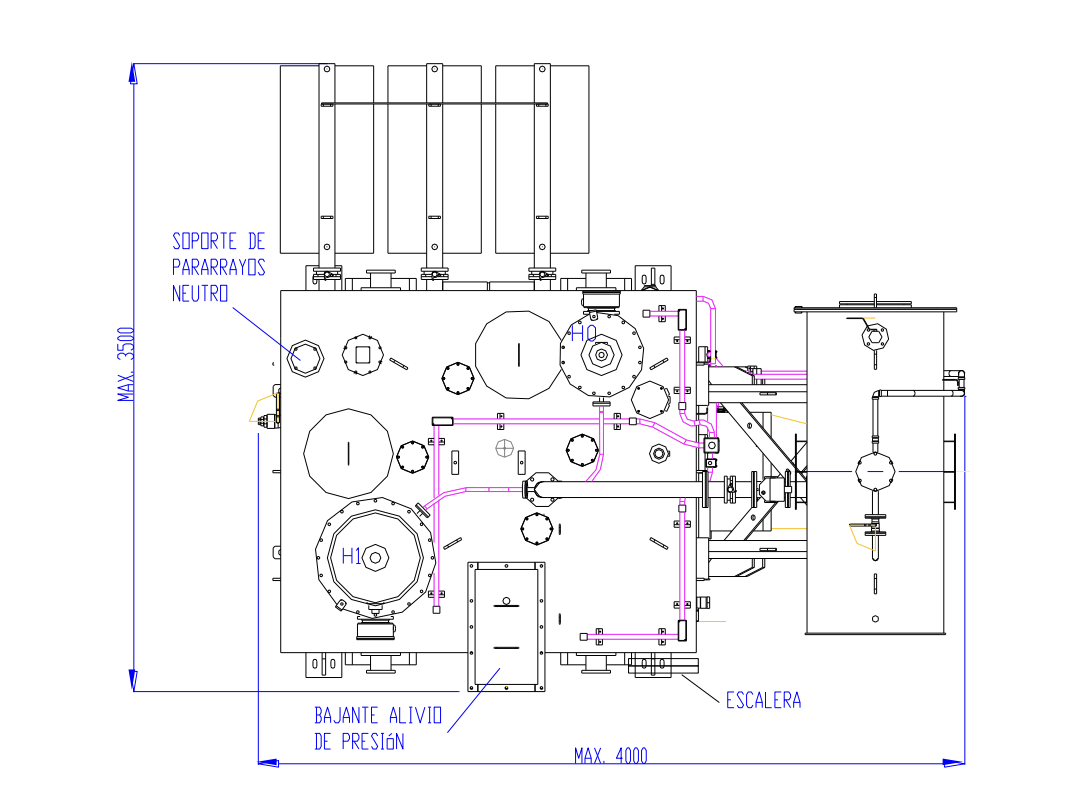 SOPORTE DE
PARARRAYOS
NEUTRO
MAX. 3500
H0
H1
ESCALERA
BAJANTE ALIVIO
DE PRESIóN
MAX. 4000